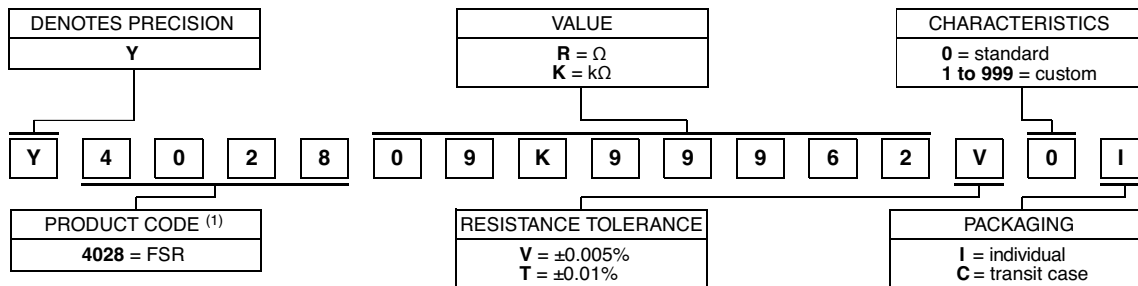 DENOTES PRECISION
Y
VALUE
R = Ω
K = kΩ
CHARACTERISTICS
0 = standard
1 to 999 = custom
Y 4 0 2 8 0 9 K 9 9 9 6 2 V 0 I
PRODUCT CODE (1)
4028 = FSR
RESISTANCE TOLERANCE
V = ±0.005%
T = ±0.01%
PACKAGING
I = individual
C = transit case